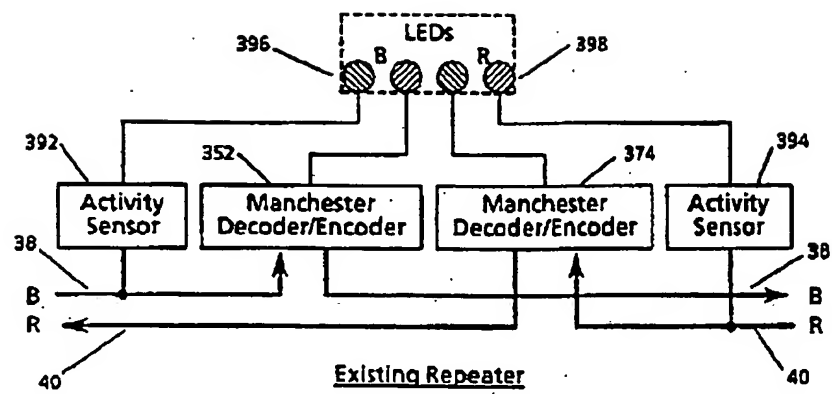 LEDs
396 B R 398
392 352 374 394
Activity Sensor
Manchester Decoder/Encoder
Manchester Decoder/Encoder
Activity Sensor
38 38
B B
R R
40 40
Existing Repeater